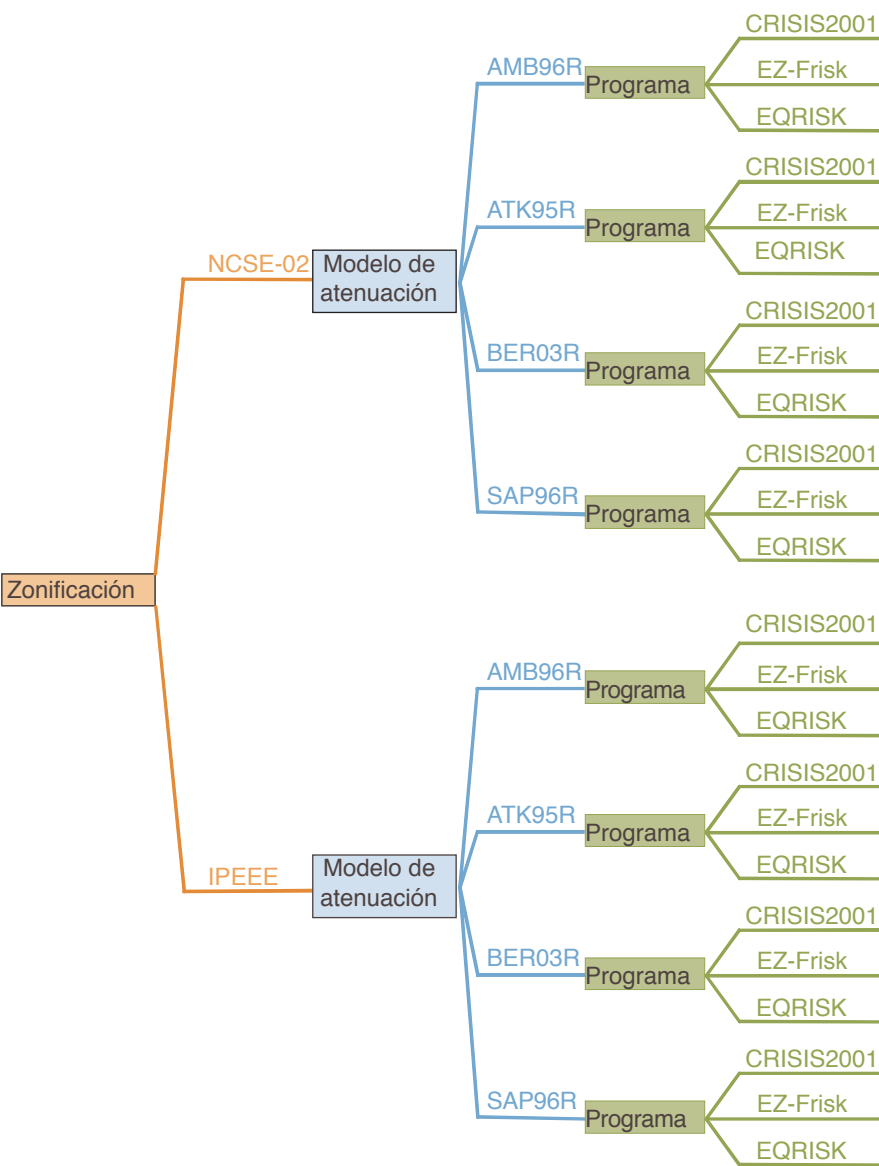 CRISIS2001
AMB96R
Programa
EZ-Frisk
EQRISK
CRISIS2001
ATK95R
Programa
EZ-Frisk
EQRISK
NCSE-02
Modelo de
atenuación
CRISIS2001
BER03R
Programa
EZ-Frisk
EQRISK
CRISIS2001
SAP96R
Programa
EZ-Frisk
EQRISK
Zonificación
CRISIS2001
AMB96R
Programa
EZ-Frisk
EQRISK
CRISIS2001
ATK95R
Programa
EZ-Frisk
EQRISK
IPEEE
Modelo de
atenuación
CRISIS2001
BER03R
Programa
EZ-Frisk
EQRISK
CRISIS2001
SAP96R
Programa
EZ-Frisk
EQRISK